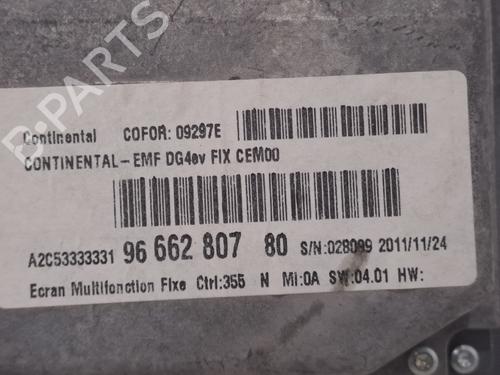 B-PARTS
Continental COFOR: 09297E
CONTINENTAL-EMF DG4ev FIX CEM00
A2C53333331 96 662 807 80 S/N:028099 2011/11/24
Ecran Multifonction Fixe Ctrl:355 N Mi:0A SW:04.01 HW: